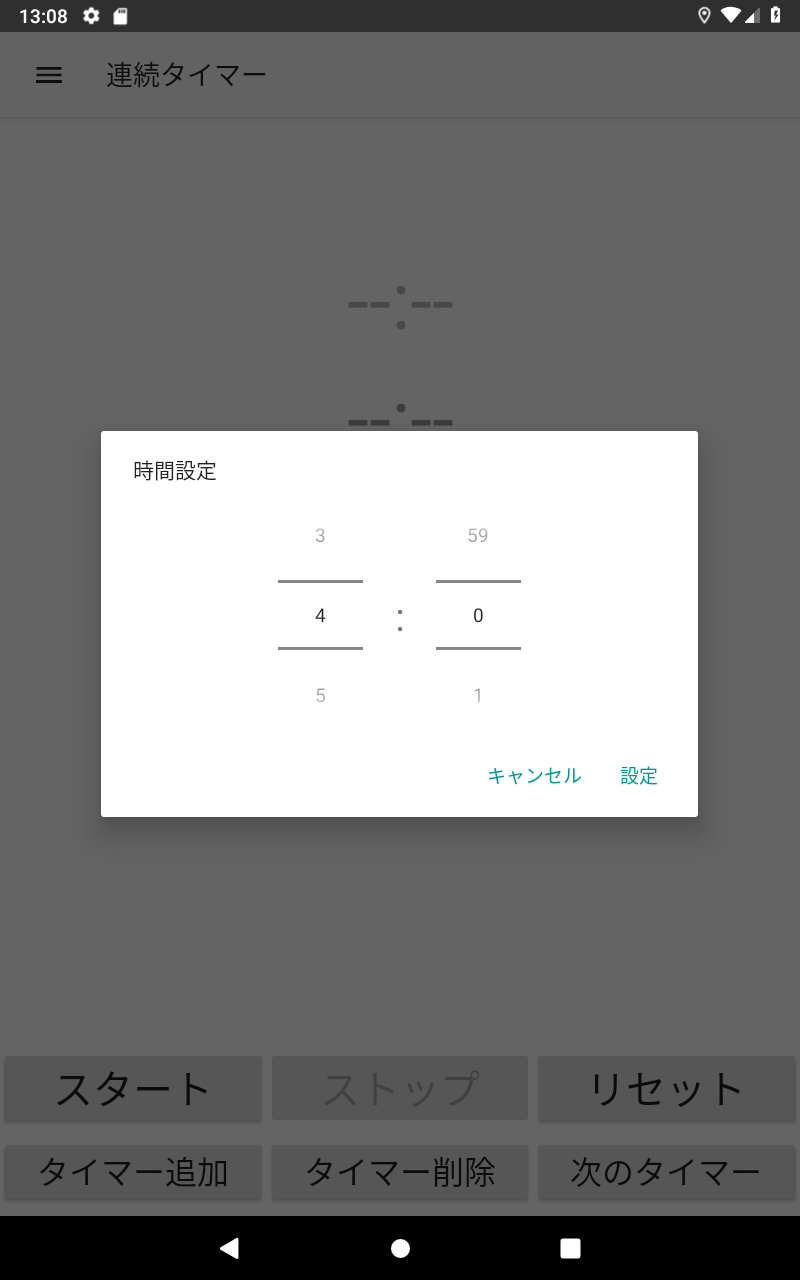 13:08
連続タイマー
--:--
--:--
時間設定
3 59
4 : 0
5 1
キャンセル 設定
スタート ストップ リセット
タイマー追加 タイマー削除 次のタイマー